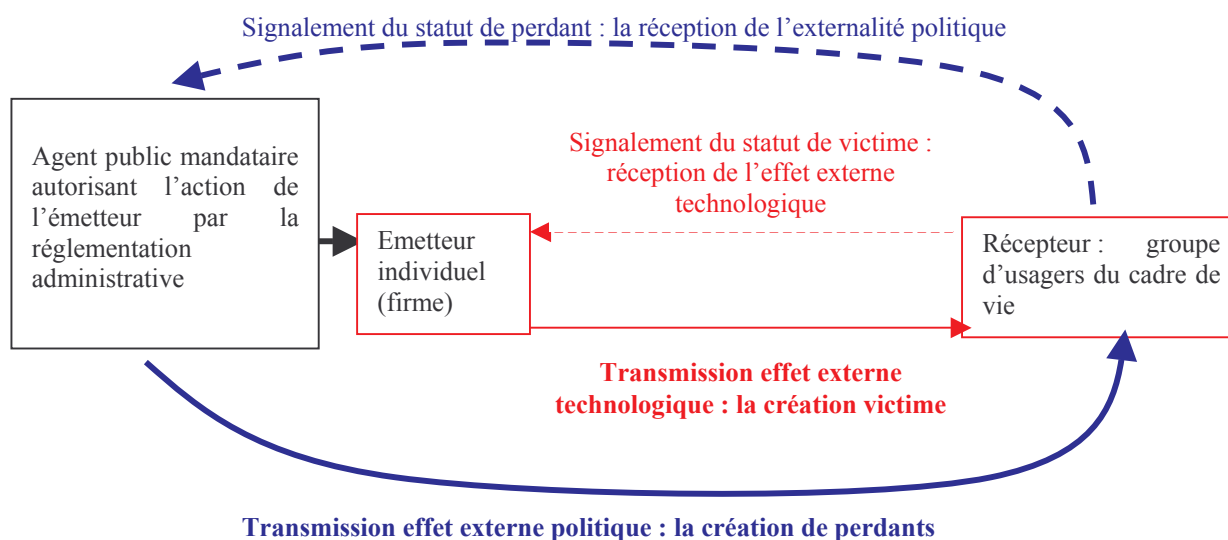 Signalement du statut de perdant : la réception de l’externalité politique
Agent public mandataire
autorisant l’action de
l’émetteur par la
réglementation
administrative
Signalement du statut de victime :
réception de l’effet externe
technologique
Emetteur
individuel
(firme)
Récepteur : groupe
d’usagers du cadre de
vie
Transmission effet externe
technologique : la création victime
Transmission effet externe politique : la création de perdants